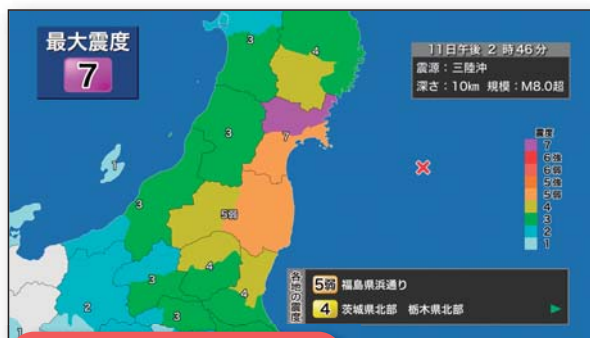 最大震度
7
11日午後 2 時46分
震源：三陸沖
深さ：10km 規模：M8.0超
震度
7
6強
6弱
5強
5弱
4
3
2
1
3
4
7
3
1
3
5弱
4
3
4
2
3
1
各地の震度
5弱 福島県浜通り
4 茨城県北部 栃木県北部